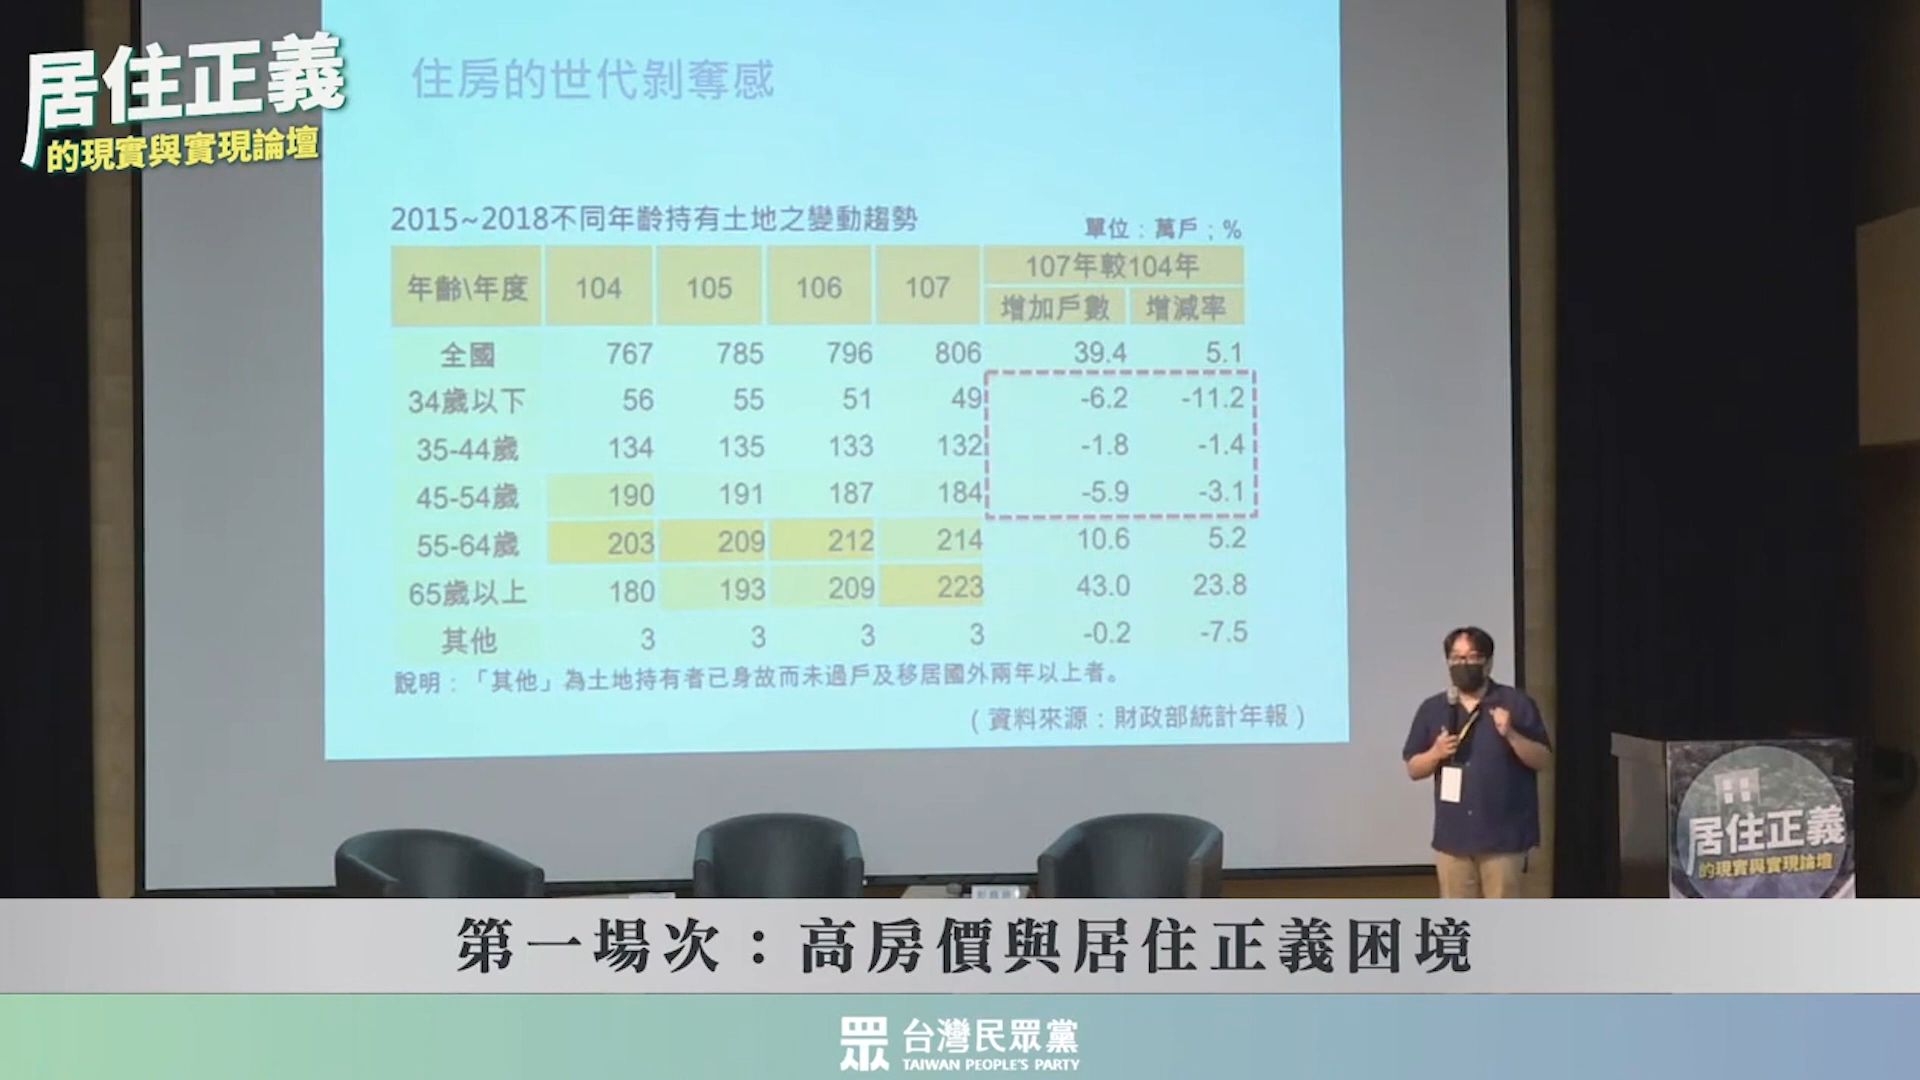 居住正義
的現實與實現論壇
住房的世代剝奪感
2015~2018不同年齡持有土地之變動趨勢
單位：萬戶；%
年齡\年度 104 105 106 107 107年較104年
增加戶數 增減率
全國 767 785 796 806 39.4 5.1
34歲以下 56 55 51 49 -6.2 -11.2
35-44歲 134 135 133 132 -1.8 -1.4
45-54歲 190 191 187 184 -5.9 -3.1
55-64歲 203 209 212 214 10.6 5.2
65歲以上 180 193 209 223 43.0 23.8
其他 3 3 3 3 -0.2 -7.5
說明：「其他」為土地持有者已身故而未過戶及移居國外兩年以上者。
（資料來源：財政部統計年報）
居住正義
的現實與實現論壇
第一場次：高房價與居住正義困境
眾 台灣民眾黨
TAIWAN PEOPLE'S PARTY